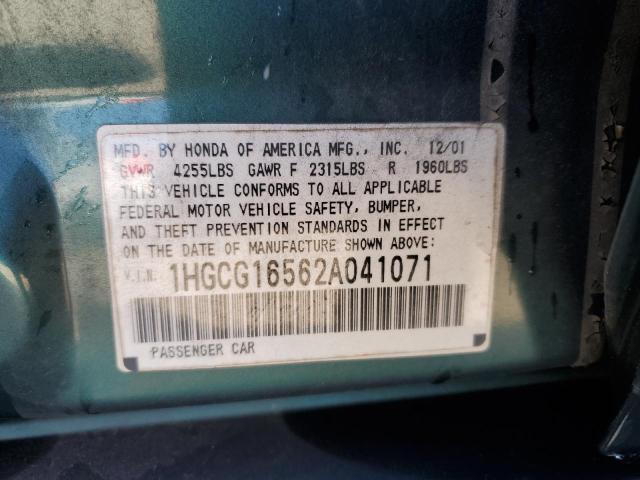 MFD. BY HONDA OF AMERICA MFG., INC. 12/01
GVWR 4255LBS GAWR F 2315LBS R 1960LBS
THIS VEHICLE CONFORMS TO ALL APPLICABLE
FEDERAL MOTOR VEHICLE SAFETY, BUMPER,
AND THEFT PREVENTION STANDARDS IN EFFECT
ON THE DATE OF MANUFACTURE SHOWN ABOVE:
V.I.N. 1HGCG16562A041071
PASSENGER CAR